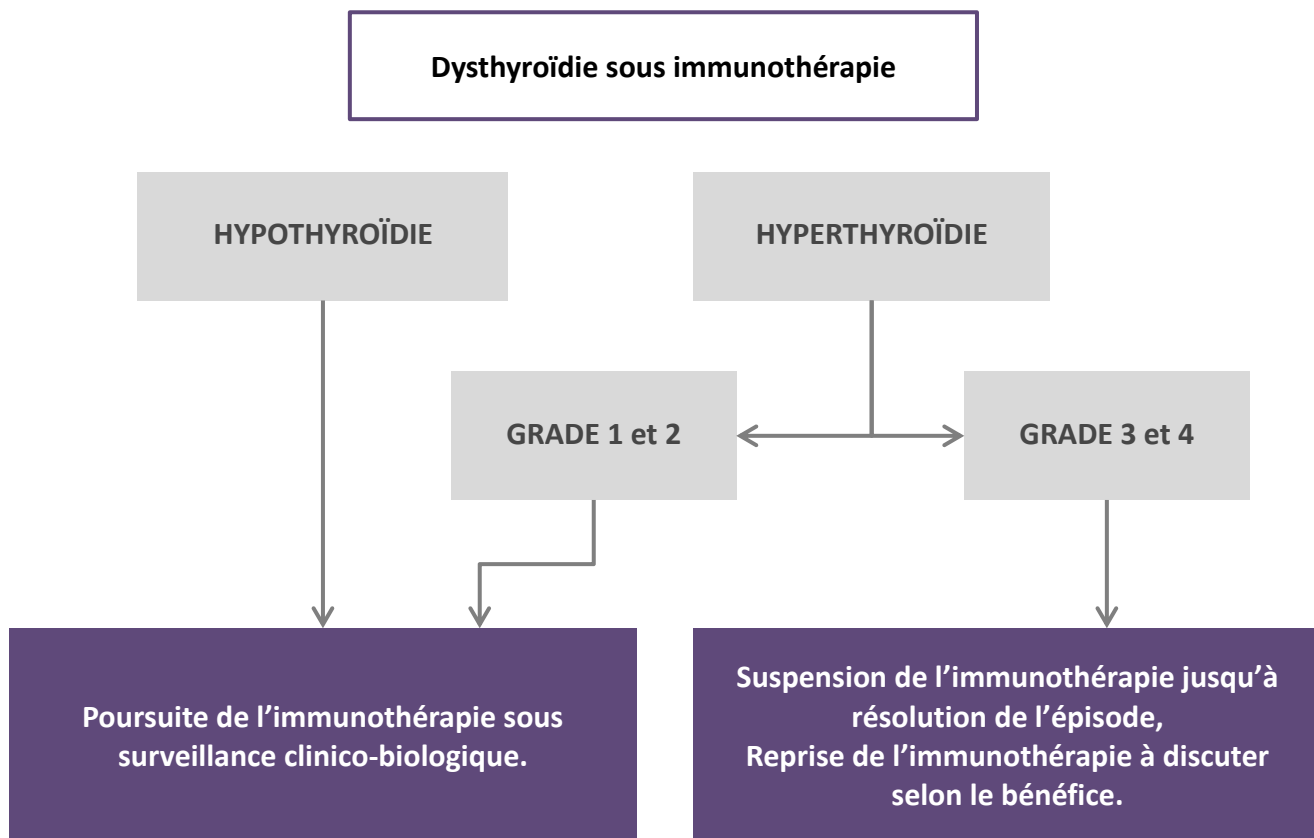 Dysthyroïdie sous immunothérapie
HYPOTHYROÏDIE
HYPERTHYROÏDIE
GRADE 1 et 2
GRADE 3 et 4
Poursuite de l’immunothérapie sous
surveillance clinico-biologique.
Suspension de l’immunothérapie jusqu’à
résolution de l’épisode,
Reprise de l’immunothérapie à discuter
selon le bénéfice.